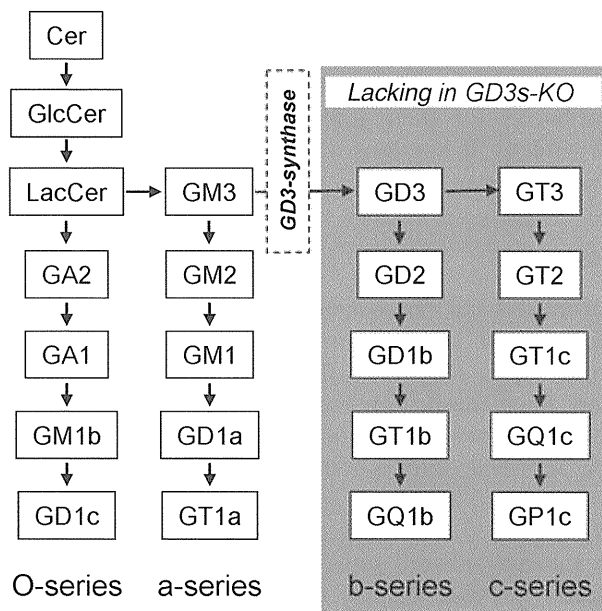 Cer
GlcCer
LacCer
GA2
GA1
GM1b
GD1c
O-series
GM3
GM2
GM1
GD1a
GT1a
a-series
GD3-synthase
Lacking in GD3s-KO
GD3
GD2
GD1b
GT1b
GQ1b
b-series
GT3
GT2
GT1c
GQ1c
GP1c
c-series